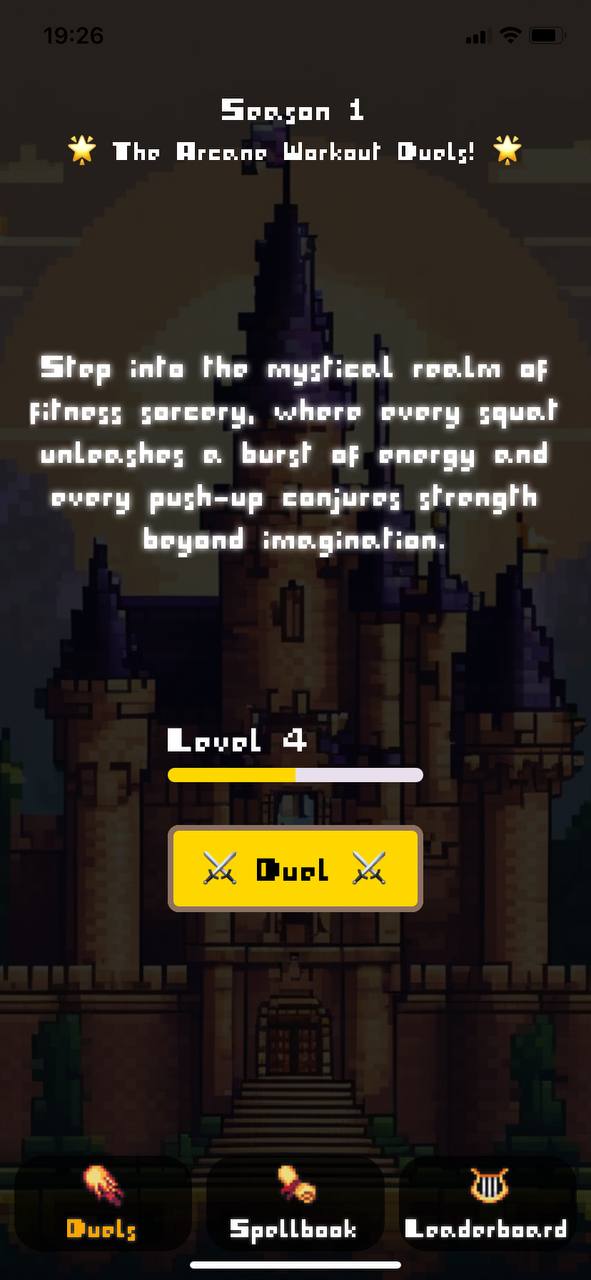 19:26
Season 1
🌟 The Arcane Workout Duels! 🌟
Step into the mystical realm of
fitness sorcery, where every squat
unleashes a burst of energy and
every push-up conjures strength
beyond imagination.
Level 4
⚔️ Duel ⚔️
Duels
Spellbook
Leaderboard